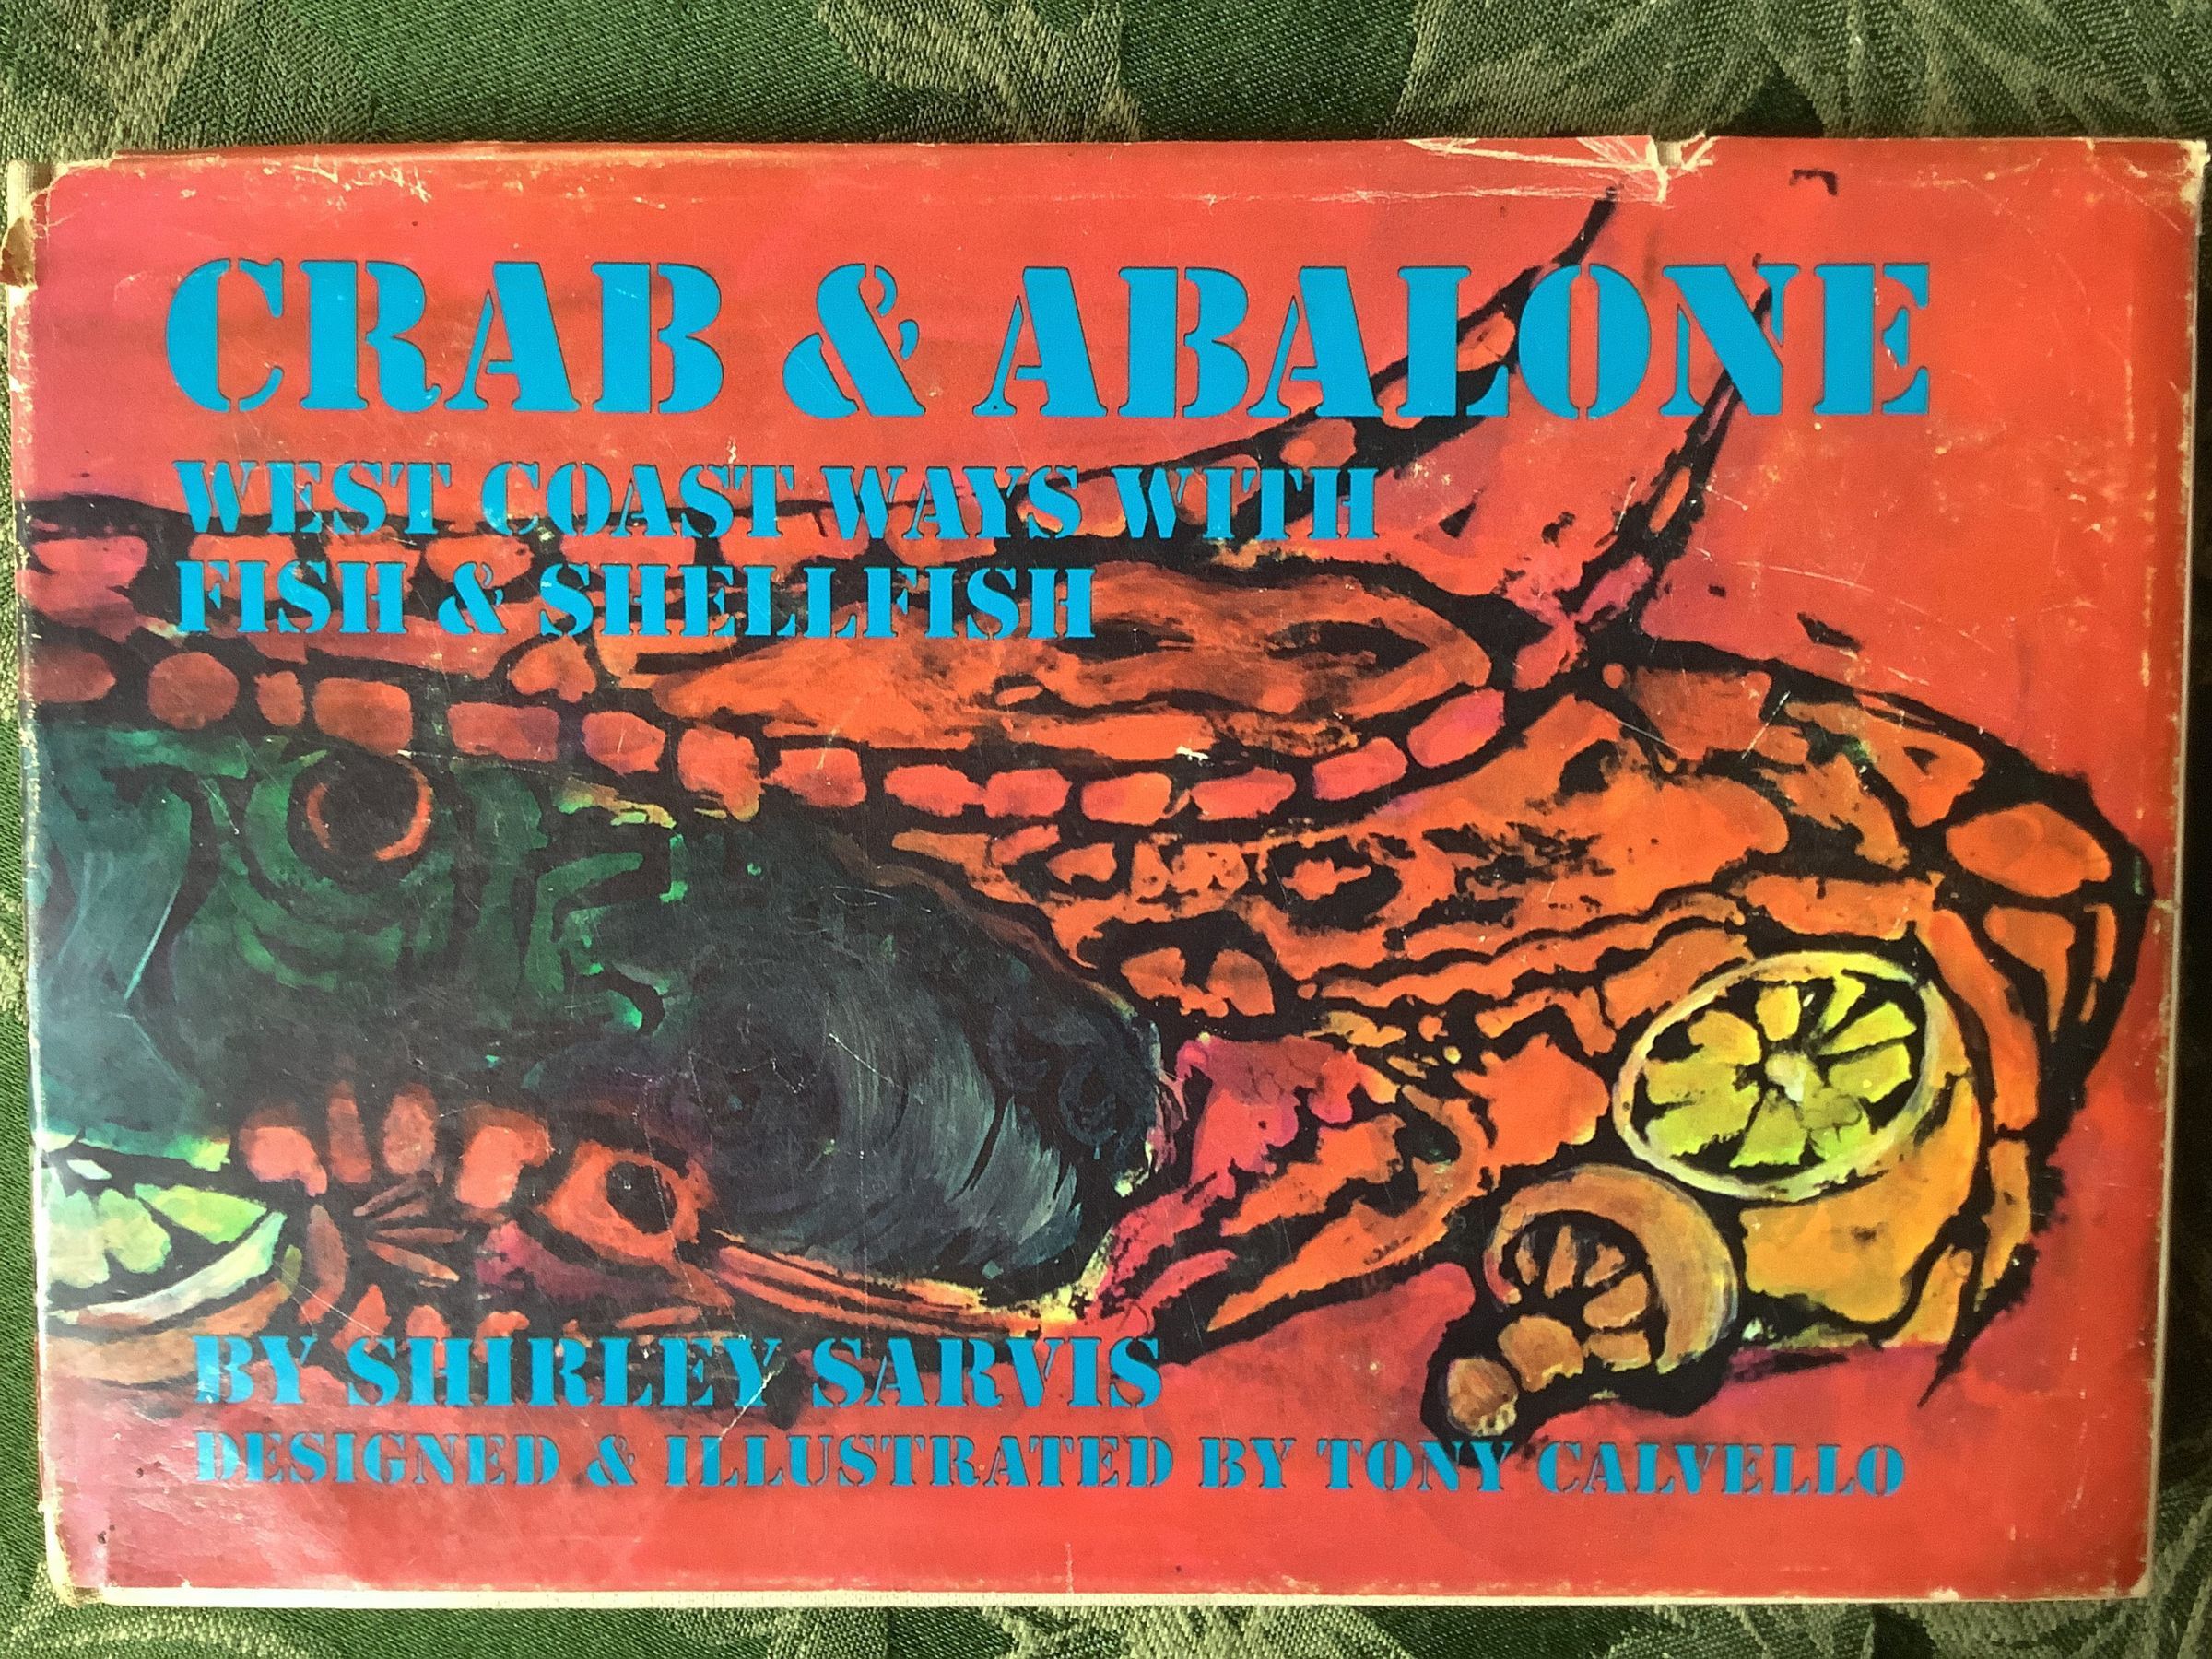 CRAB & ABALONE
WEST COAST WAYS WITH
FISH & SHELLFISH
BY SHIRLEY SARVIS
DESIGNED & ILLUSTRATED BY TONY CALVELLO